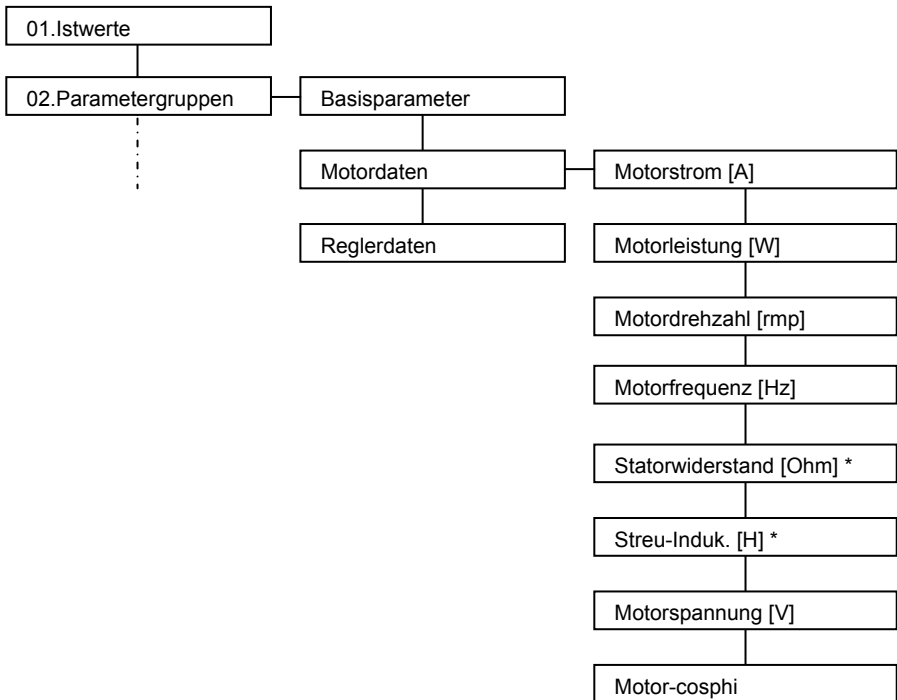 01.Istwerte
02.Parametergruppen
Basisparameter
Motordaten
Motorstrom [A]
Reglerdaten
Motorleistung [W]
Motordrehzahl [rmp]
Motorfrequenz [Hz]
Statorwiderstand [Ohm] *
Streu-Induk. [H] *
Motorspannung [V]
Motor-cosphi